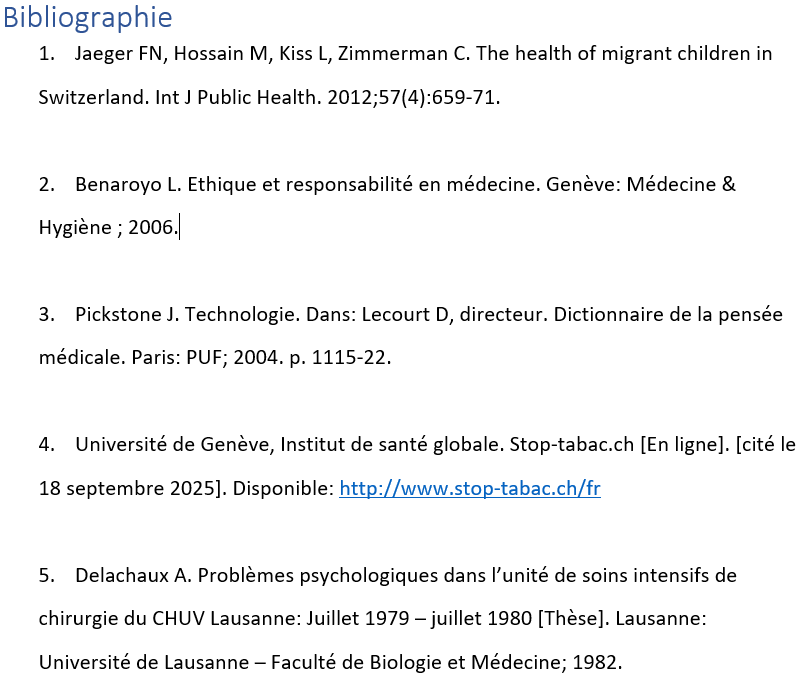 Bibliographie
1. Jaeger FN, Hossain M, Kiss L, Zimmerman C. The health of migrant children in
Switzerland. Int J Public Health. 2012;57(4):659-71.
2. Benaroyo L. Ethique et responsabilité en médecine. Genève: Médecine &
Hygiène ; 2006.
3. Pickstone J. Technologie. Dans: Lecourt D, directeur. Dictionnaire de la pensée
médicale. Paris: PUF; 2004. p. 1115-22.
4. Université de Genève, Institut de santé globale. Stop-tabac.ch [En ligne]. [cité le
18 septembre 2025]. Disponible: http://www.stop-tabac.ch/fr
5. Delachaux A. Problèmes psychologiques dans l’unité de soins intensifs de
chirurgie du CHUV Lausanne: Juillet 1979 – juillet 1980 [Thèse]. Lausanne:
Université de Lausanne – Faculté de Biologie et Médecine; 1982.